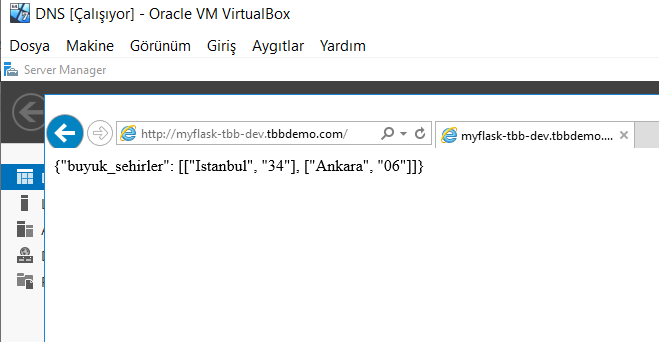 DNS [Çalışıyor] - Oracle VM VirtualBox
Dosya Makine Görünüm Giriş Aygıtlar Yardım
Server Manager
http://myflask-tbb-dev.tbbdemo.com/ myflask-tbb-dev.tbbdemo....
{"buyuk_sehirler": [["Istanbul", "34"], ["Ankara", "06"]]}